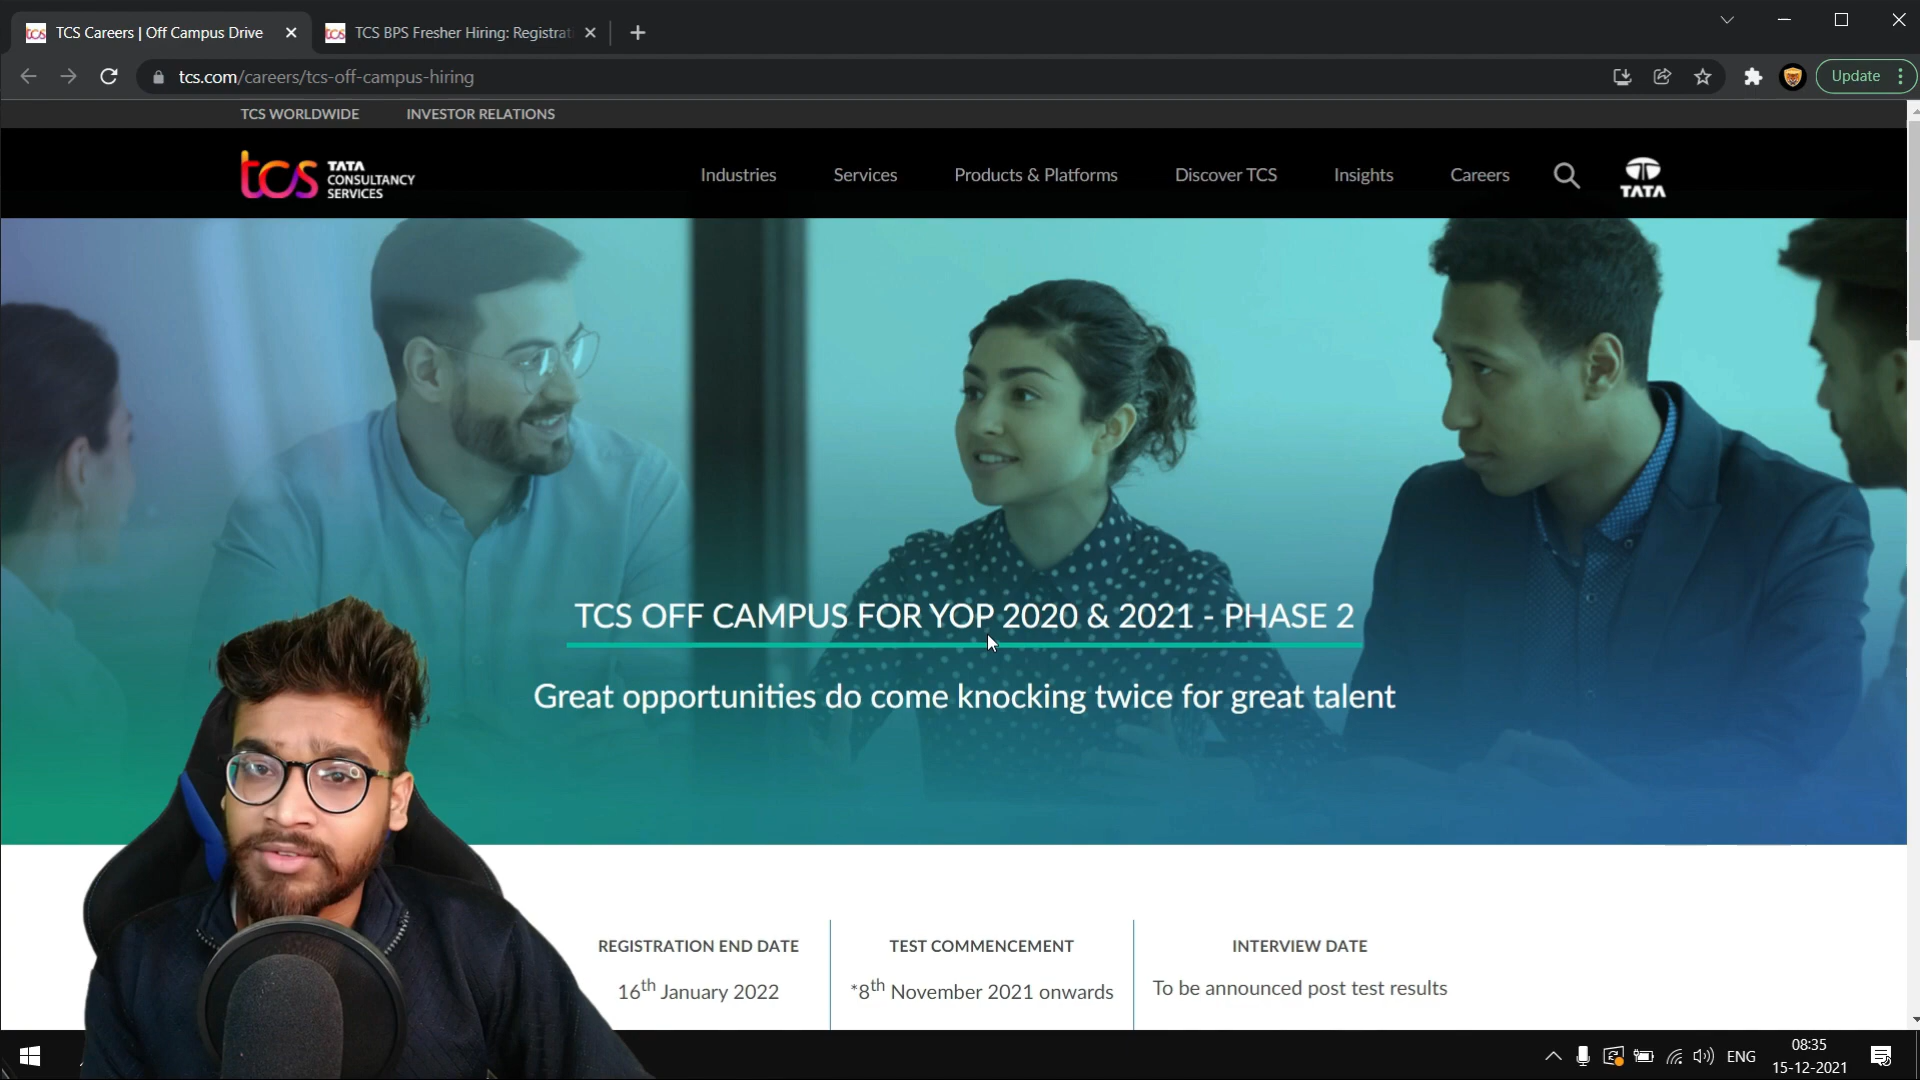 TCS Careers | Off Campus Drive
TCS BPS Fresher Hiring: Registrat
tcs.com/careers/tcs-off-campus-hiring
Update
TCS WORLDWIDE
INVESTOR RELATIONS
tcs TATA CONSULTANCY SERVICES
Industries
Services
Products & Platforms
Discover TCS
Insights
Careers
TATA
TCS OFF CAMPUS FOR YOP 2020 & 2021 - PHASE 2
Great opportunities do come knocking twice for great talent
REGISTRATION END DATE
16th January 2022
TEST COMMENCEMENT
*8th November 2021 onwards
INTERVIEW DATE
To be announced post test results
ENG
08:35
15-12-2021